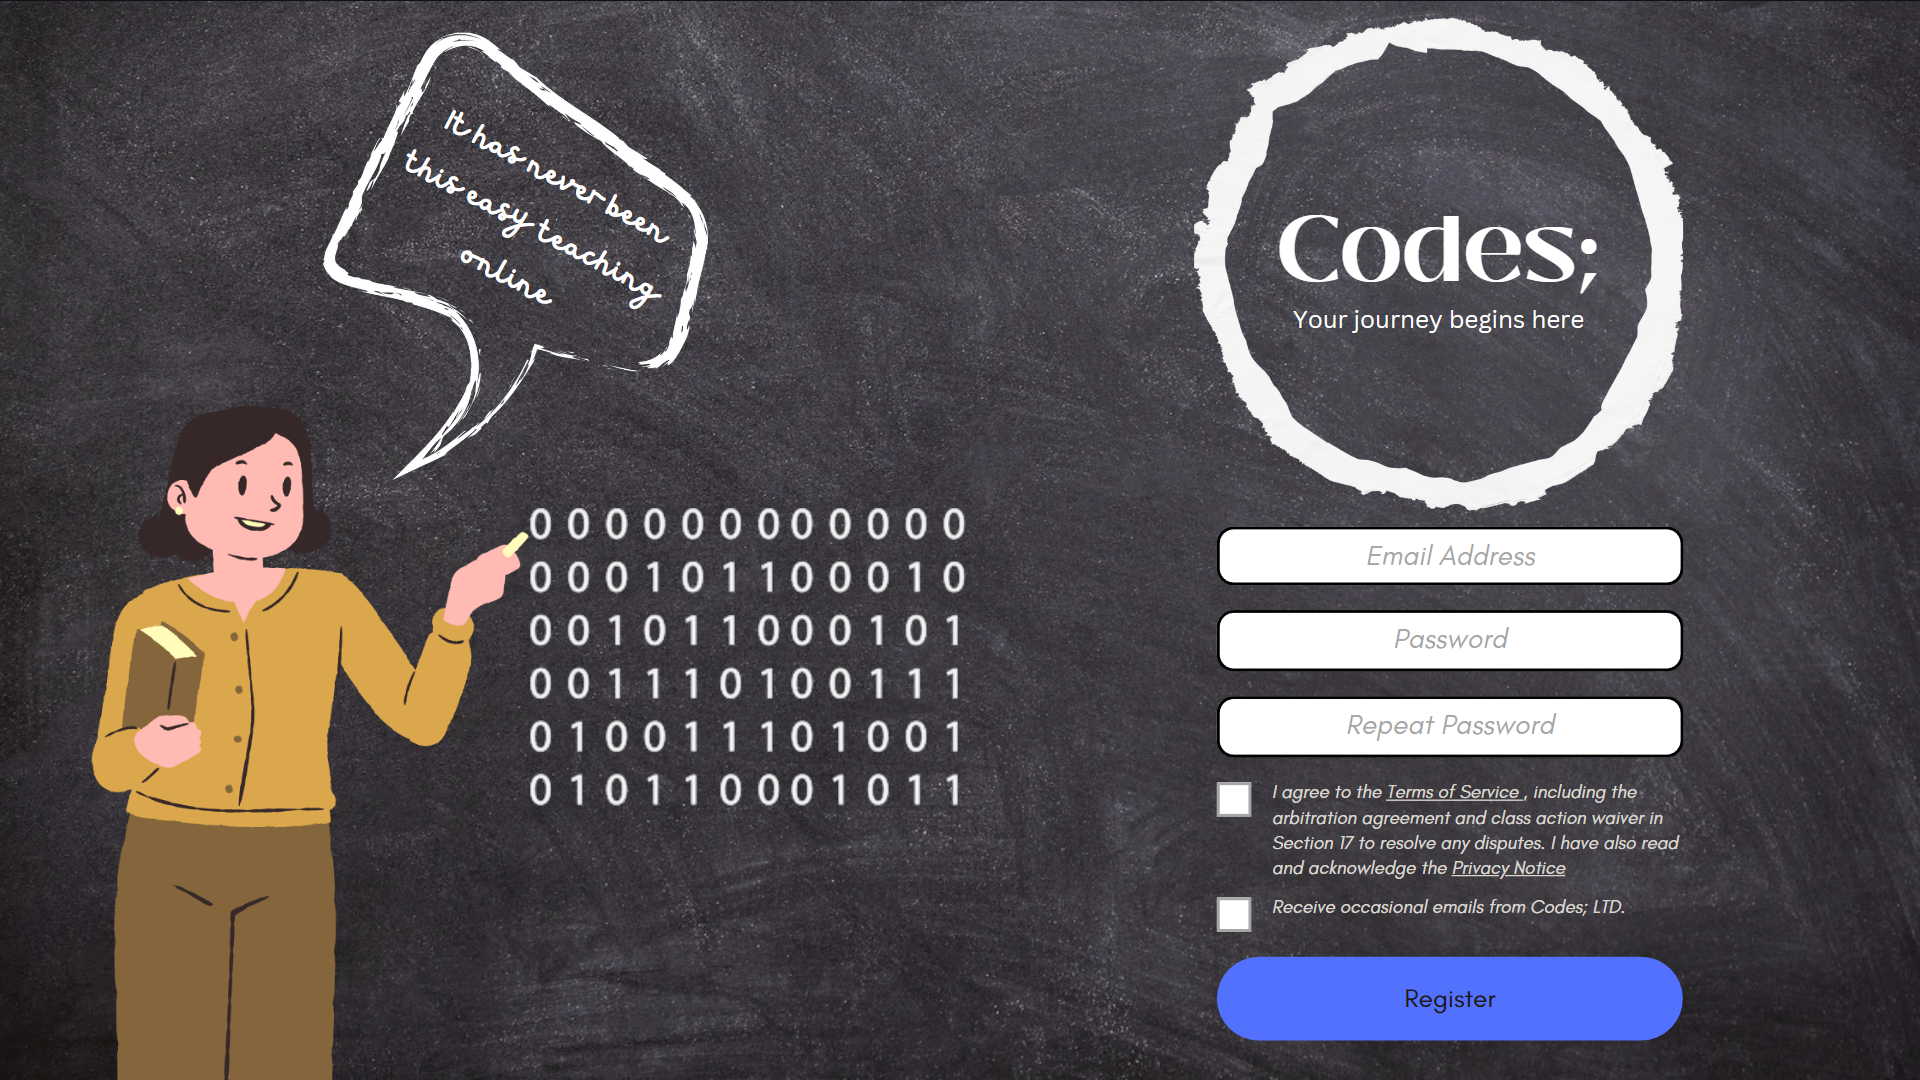 It has never been
this easy teaching
online
0 0 0 0 0 0 0 0 0 0 0 0
0 0 0 1 0 1 1 0 0 0 1 0
0 0 1 0 1 1 0 0 0 1 0 1
0 0 1 1 1 0 1 0 0 1 1 1
0 1 0 0 1 1 1 0 1 0 0 1
0 1 0 1 1 0 0 0 1 0 1 1
Codes;
Your journey begins here
Email Address
Password
Repeat Password
I agree to the Terms of Service , including the
arbitration agreement and class action waiver in
Section 17 to resolve any disputes. I have also read
and acknowledge the Privacy Notice
Receive occasional emails from Codes; LTD.
Register